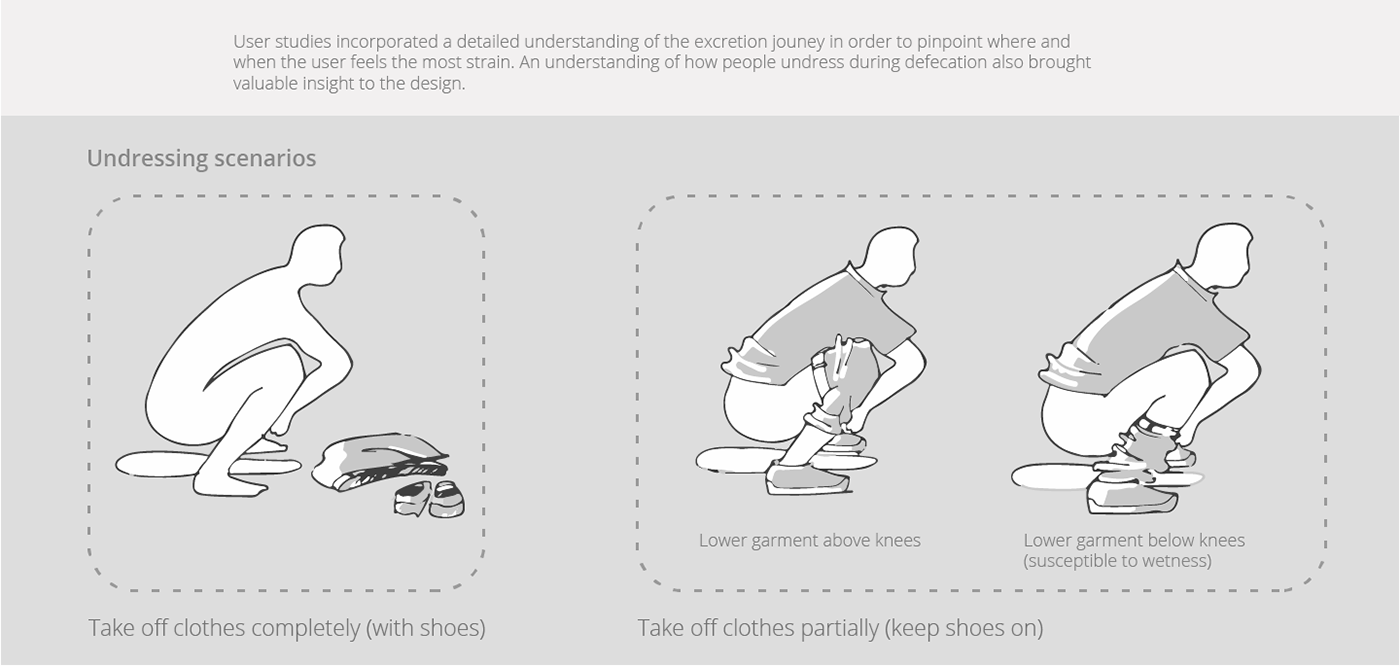 User studies incorporated a detailed understanding of the excretion jouney in order to pinpoint where and
when the user feels the most strain. An understanding of how people undress during defecation also brought
valuable insight to the design.
Undressing scenarios
Lower garment above knees
Lower garment below knees
(susceptible to wetness)
Take off clothes completely (with shoes)
Take off clothes partially (keep shoes on)